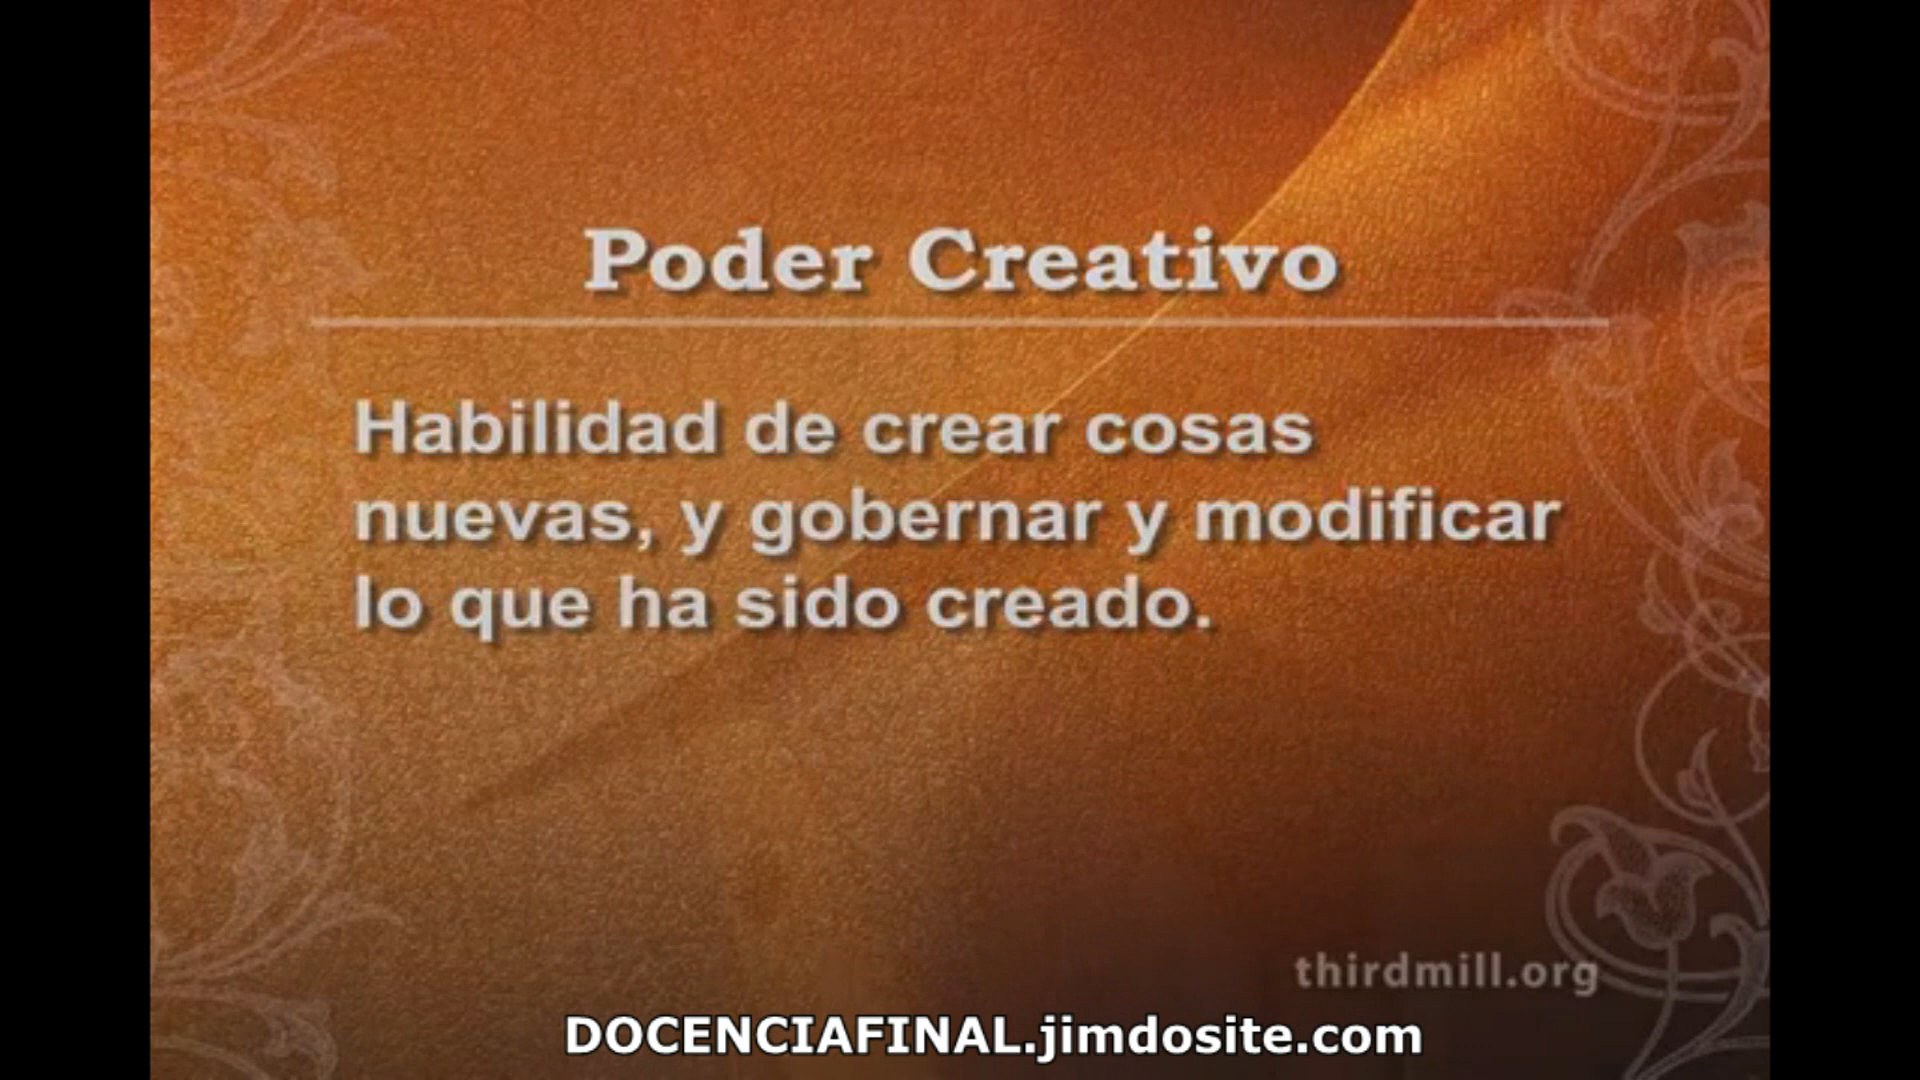 Poder Creativo
Habilidad de crear cosas
nuevas, y gobernar y modificar
lo que ha sido creado.
thirdmill.org
DOCENCIAFINAL.jimdosite.com